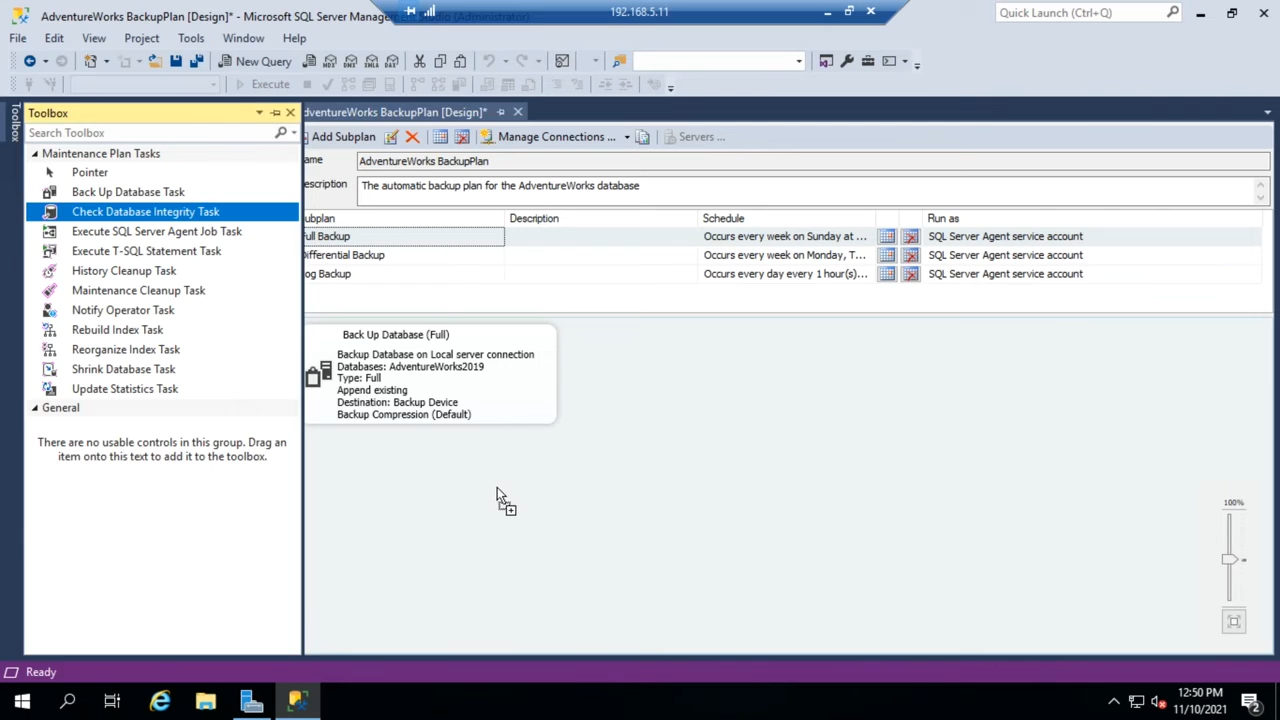 AdventureWorks BackupPlan [Design]* - Microsoft SQL Server Manag
192.168.5.11
Quick Launch (Ctrl+Q)
File Edit View Project Tools Window Help
New Query
Execute
Toolbox
Toolbox
dventureWorks BackupPlan [Design]*
Search Toolbox
Add Subplan Manage Connections ... Servers ...
Maintenance Plan Tasks
Pointer
Back Up Database Task
Check Database Integrity Task
Execute SQL Server Agent Job Task
Execute T-SQL Statement Task
History Cleanup Task
Maintenance Cleanup Task
Notify Operator Task
Rebuild Index Task
Reorganize Index Task
Shrink Database Task
Update Statistics Task
General
There are no usable controls in this group. Drag an
item onto this text to add it to the toolbox.
ame AdventureWorks BackupPlan
escription The automatic backup plan for the AdventureWorks database
ubplan Description Schedule Run as
ull Backup Occurs every week on Sunday at ... SQL Server Agent service account
Differential Backup Occurs every week on Monday, T... SQL Server Agent service account
og Backup Occurs every day every 1 hour(s)... SQL Server Agent service account
Back Up Database (Full)
Backup Database on Local server connection
Databases: AdventureWorks2019
Type: Full
Append existing
Destination: Backup Device
Backup Compression (Default)
100%
Ready
12:50 PM
11/10/2021
2